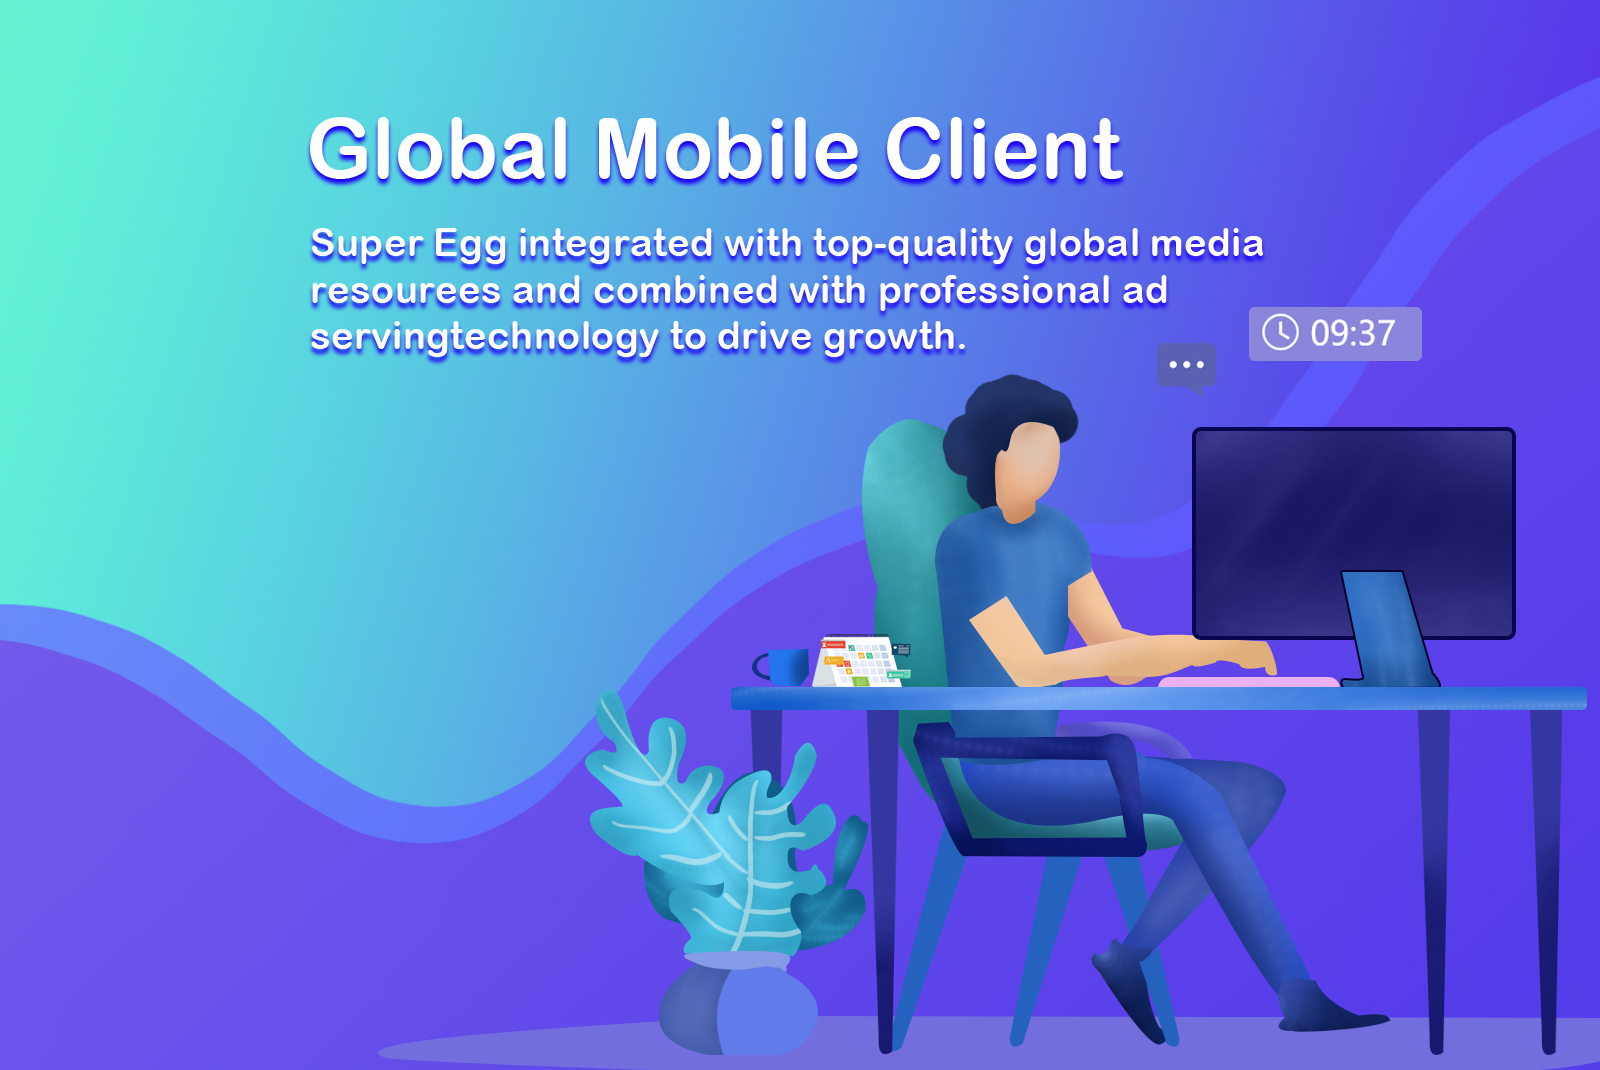 Global Mobile Client
Super Egg integrated with top-quality global media
resourees and combined with professional ad
servingtechnology to drive growth.
09:37